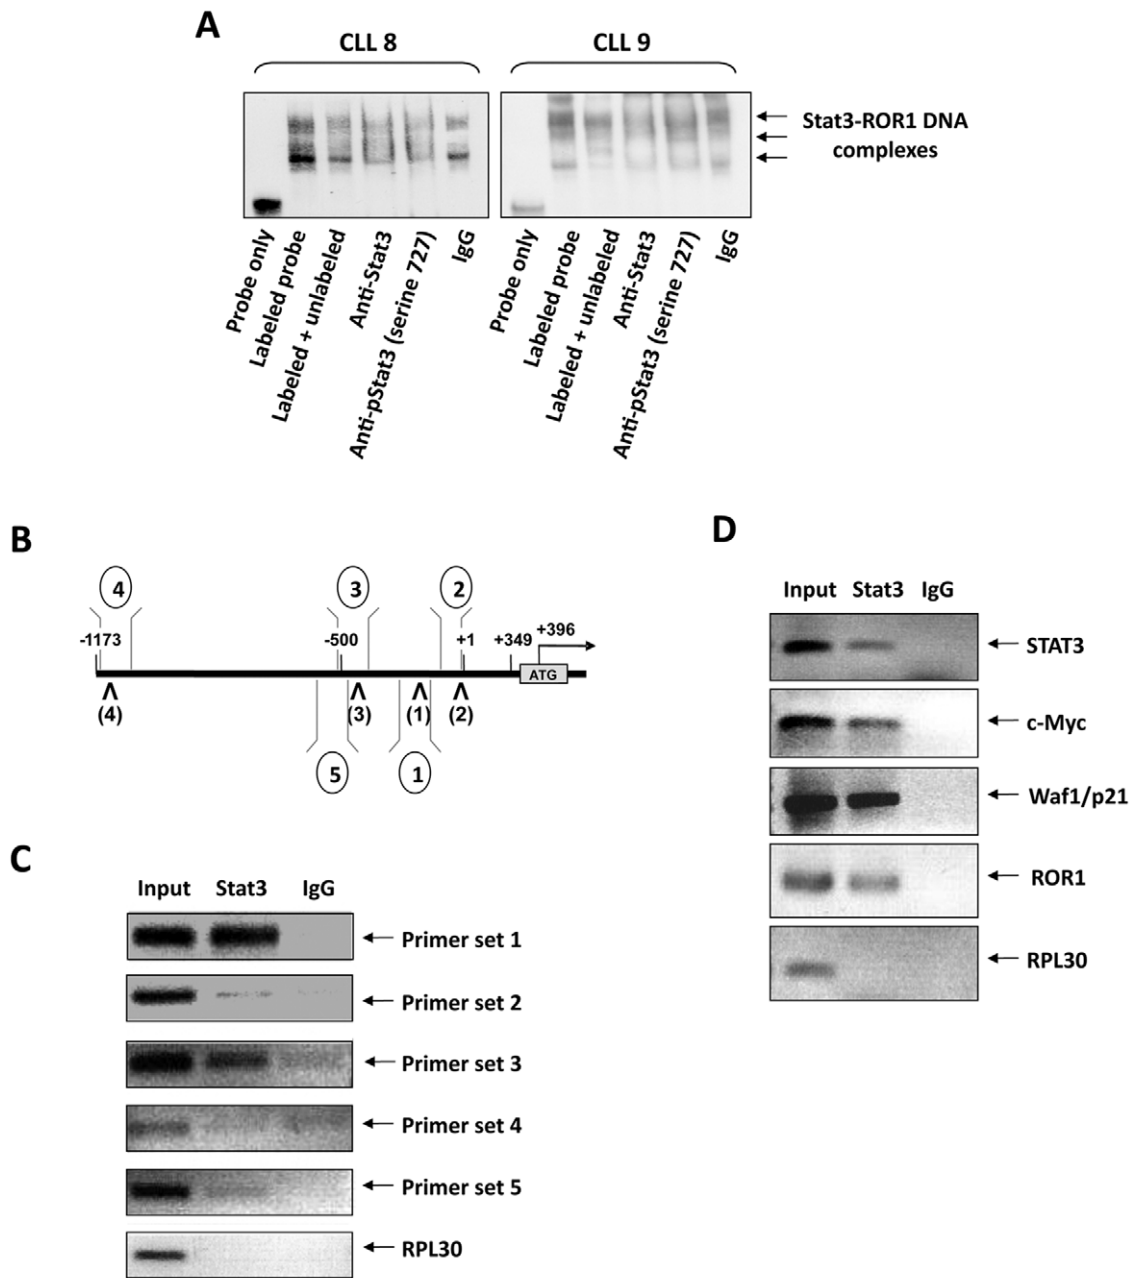 A
CLL 8
CLL 9
Stat3-ROR1 DNA
complexes
Probe only
Labeled probe
Labeled + unlabeled
Anti-Stat3
Anti-pStat3 (serine 727)
IgG
Probe only
Labeled probe
Labeled + unlabeled
Anti-Stat3
Anti-pStat3 (serine 727)
IgG
B
4
3
2
-1173
-500
+1
+349
+396
ATG
(4)
(3)
(1)
(2)
5
1
C
Input Stat3 IgG
Primer set 1
Primer set 2
Primer set 3
Primer set 4
Primer set 5
RPL30
D
Input Stat3 IgG
STAT3
c-Myc
Waf1/p21
ROR1
RPL30